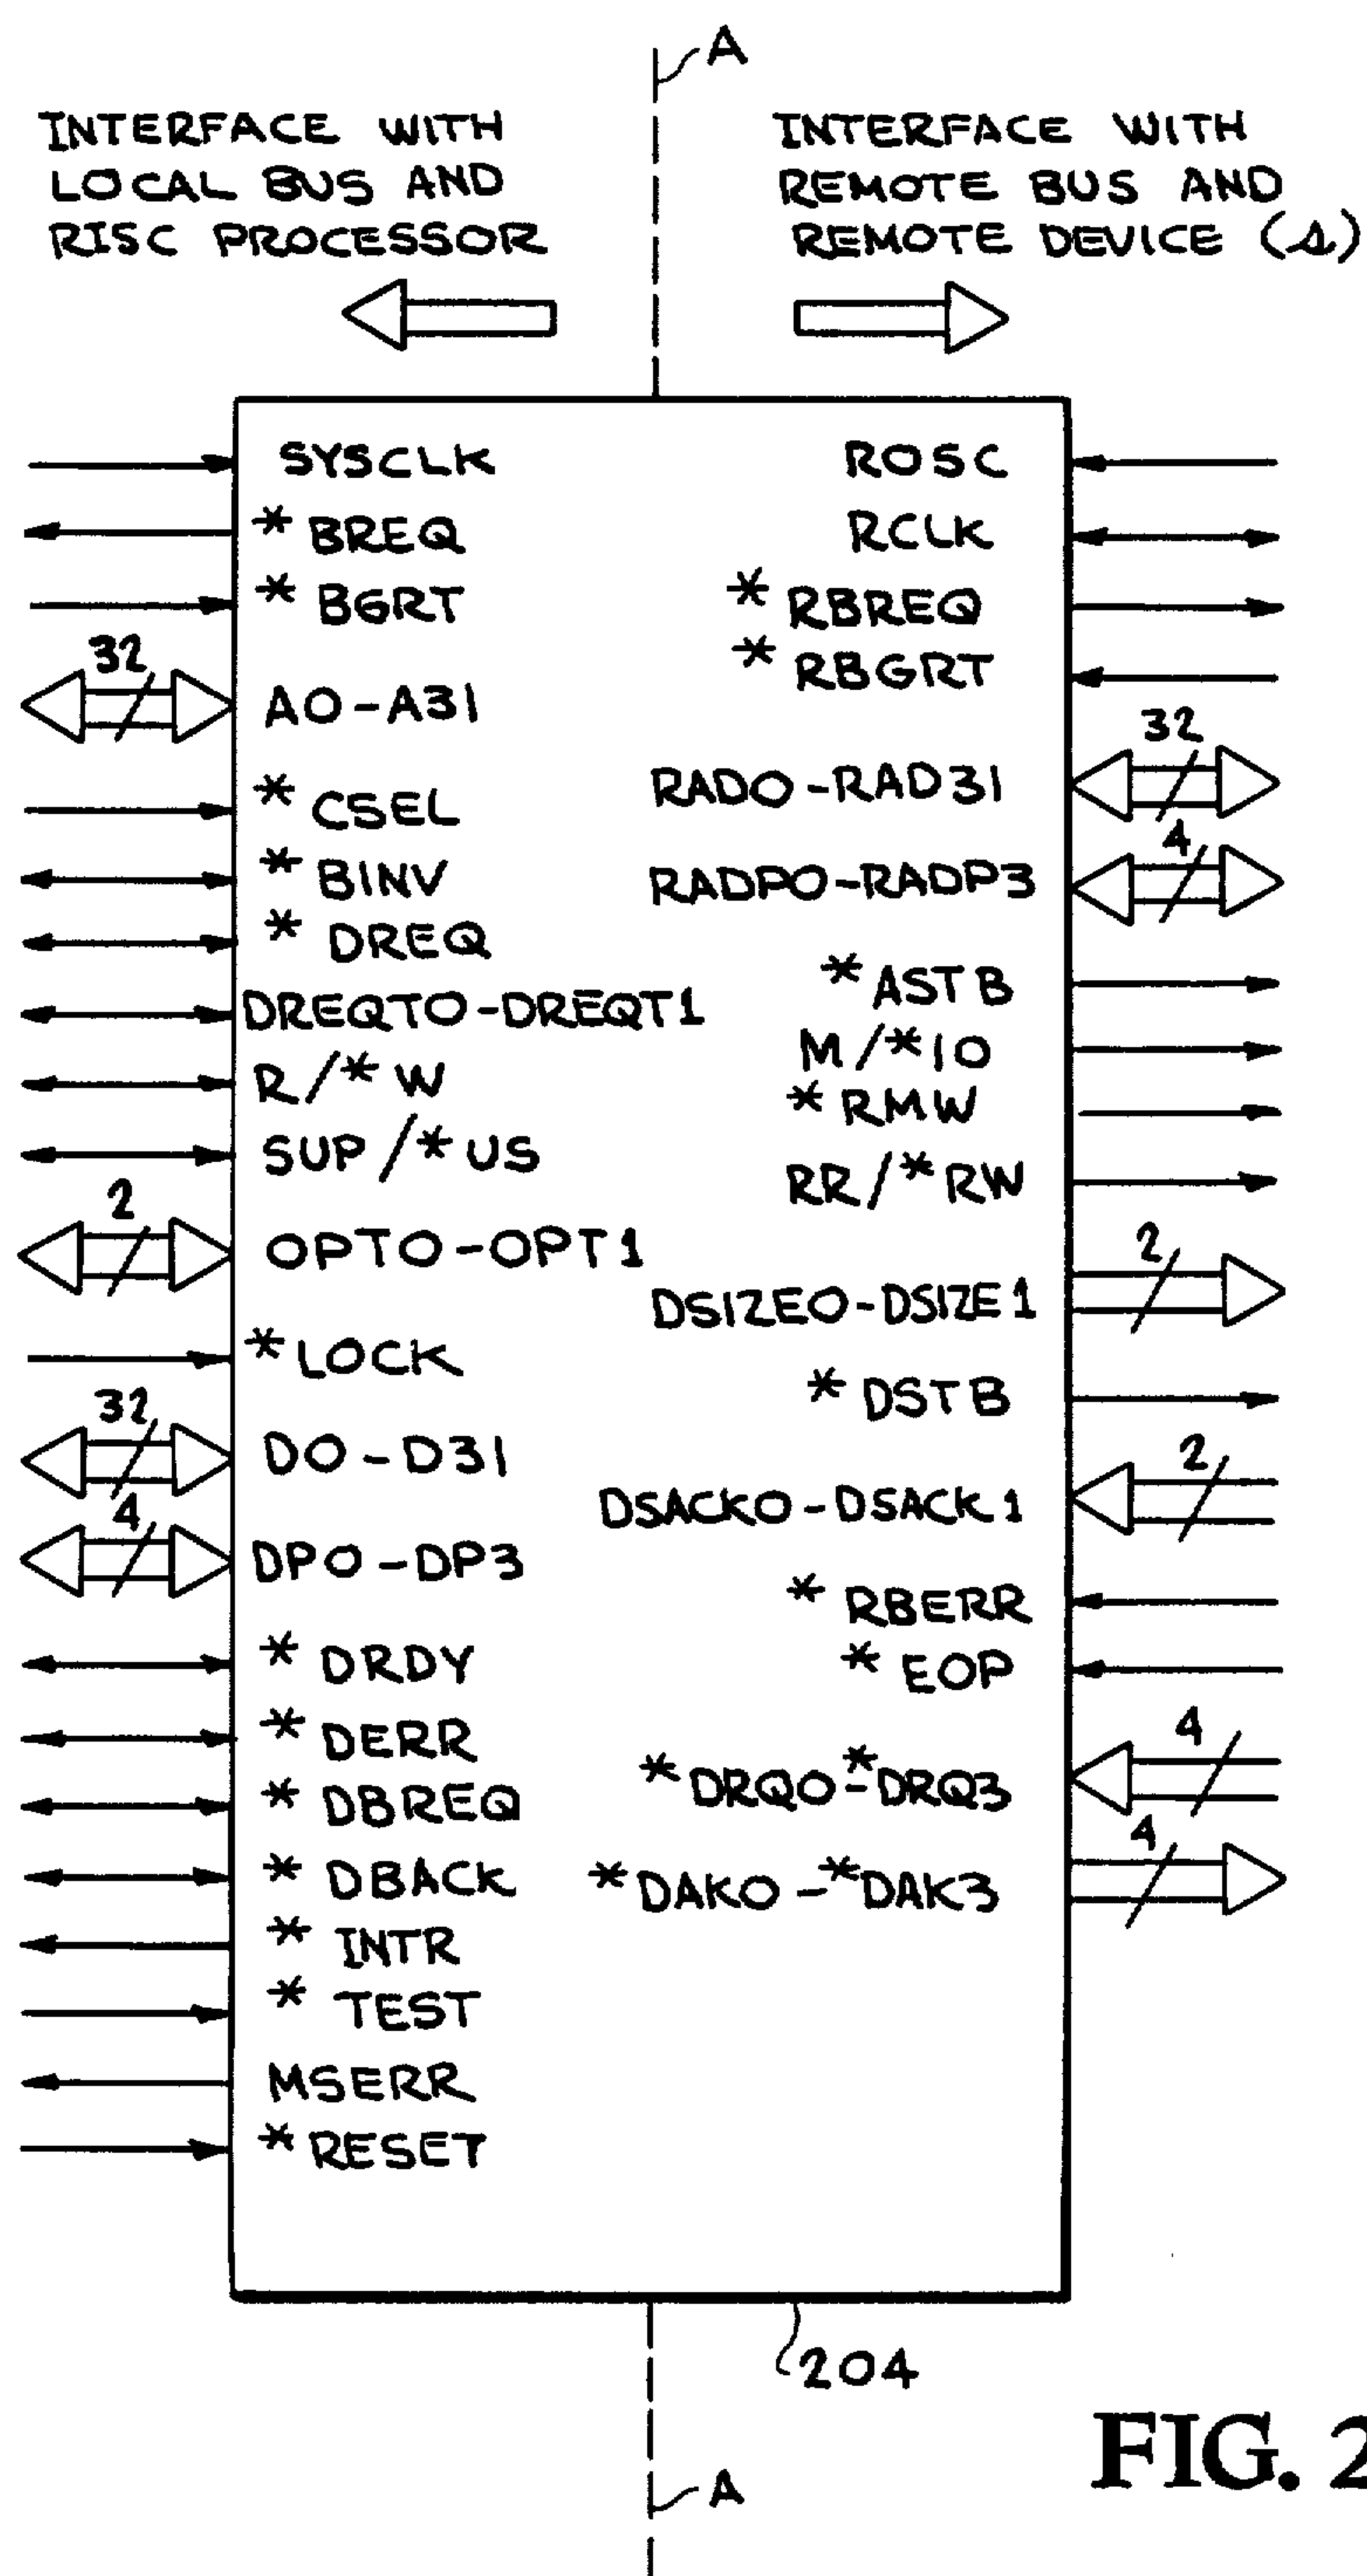 A
INTERFACE WITH
LOCAL BUS AND
RISC PROCESSOR
INTERFACE WITH
REMOTE BUS AND
REMOTE DEVICE (s)
SYSCLK
* BREQ
* BGRT
32
A0-A31
* CSEL
* BINV
* DREQ
DREQT0-DREQT1
R/*W
SUP/*US
2
OPT0-OPT1
*LOCK
32
D0-D31
4
DP0-DP3
* DRDY
* DERR
* DBREQ
* DBACK
* INTR
* TEST
MSERR
*RESET
ROSC
RCLK
* RBREQ
* RBGRT
32
RAD0-RAD31
4
RADP0-RADP3
*ASTB
M/*IO
*RMW
RR/*RW
2
DSIZE0-DSIZE1
* DSTB
2
DSACK0-DSACK1
* RBERR
* EOP
4
*DRQ0-*DRQ3
4
*DAK0-*DAK3
204
A
FIG. 2